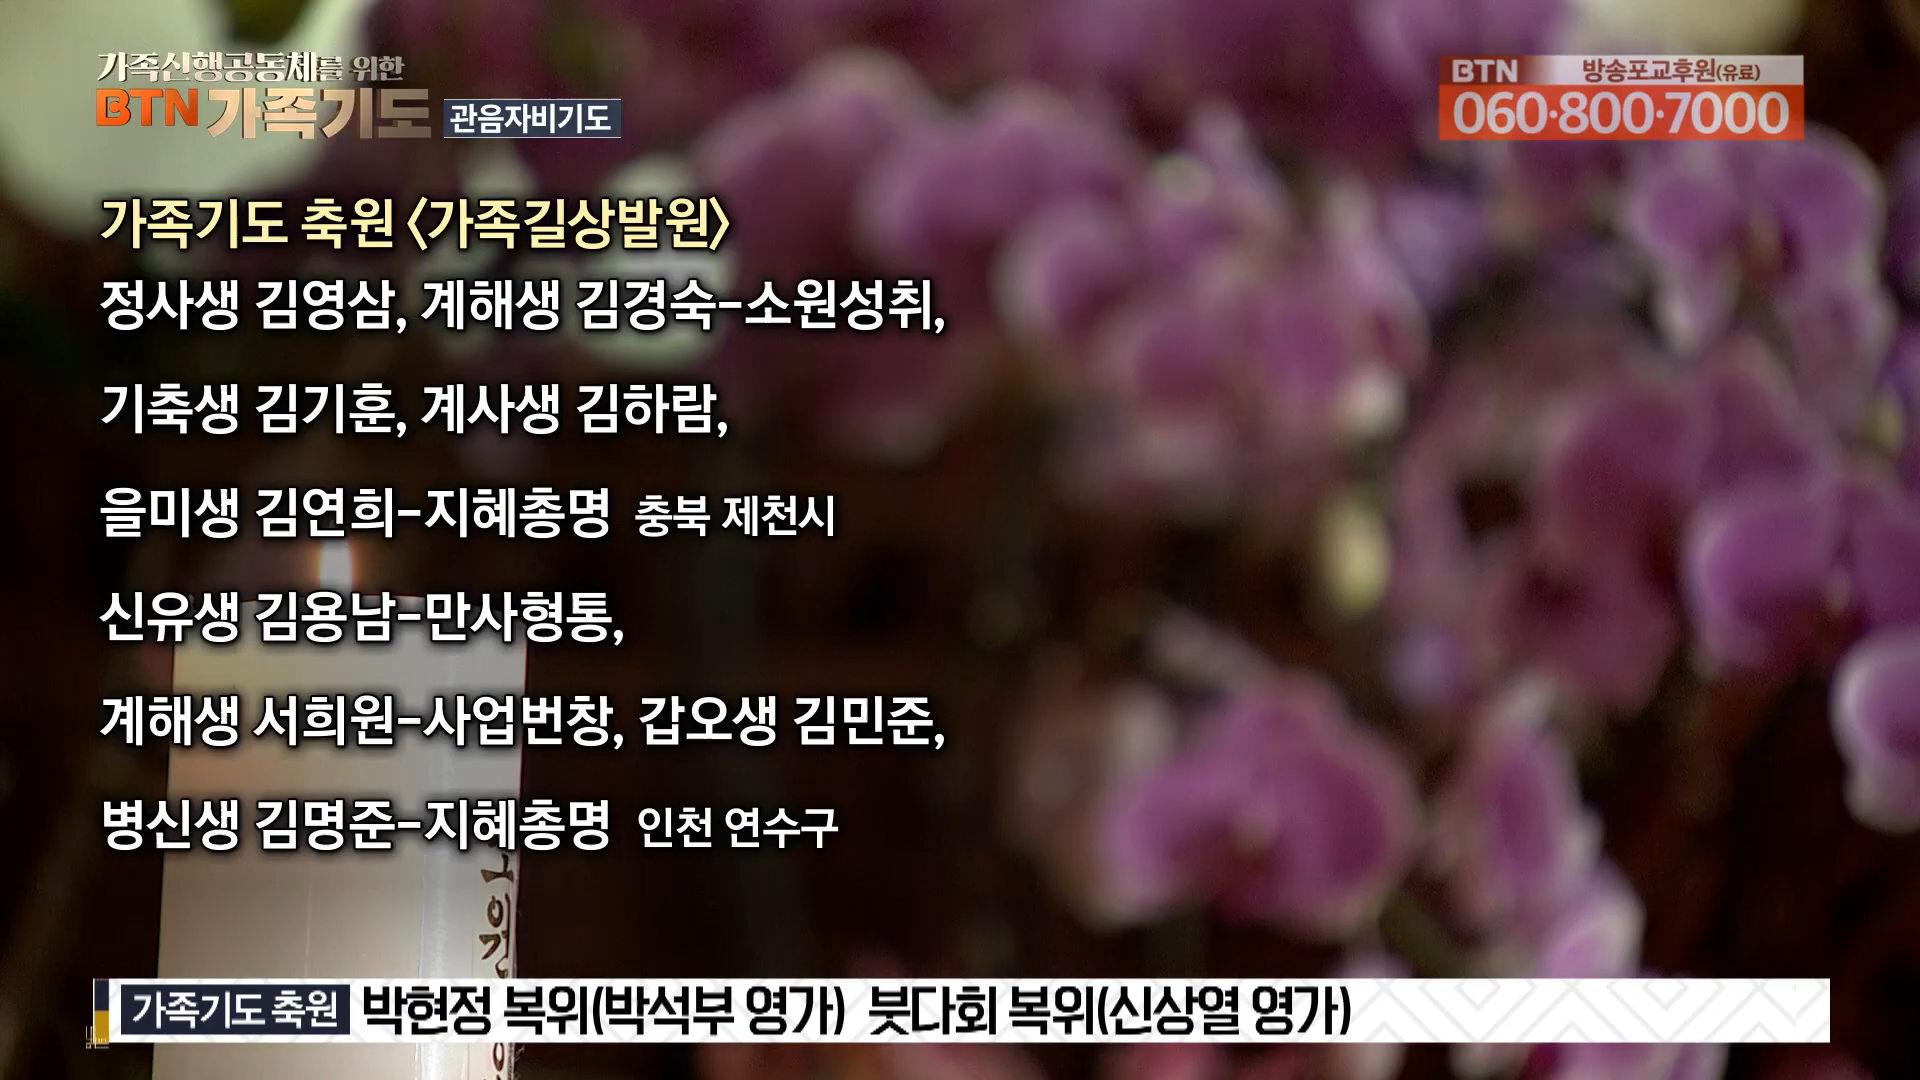 가족신행공동체를 위한
BTN 가족기도 관음자비기도
BTN 방송포교후원(유료)
060·800·7000
가족기도 축원 〈가족길상발원〉
정사생 김영삼, 계해생 김경숙-소원성취,
기축생 김기훈, 계사생 김하람,
을미생 김연희-지혜총명 충북 제천시
신유생 김용남-만사형통,
계해생 서희원-사업번창, 갑오생 김민준,
병신생 김명준-지혜총명 인천 연수구
가족기도 축원 박현정 복위(박석부 영가) 붓다회 복위(신상열 영가)